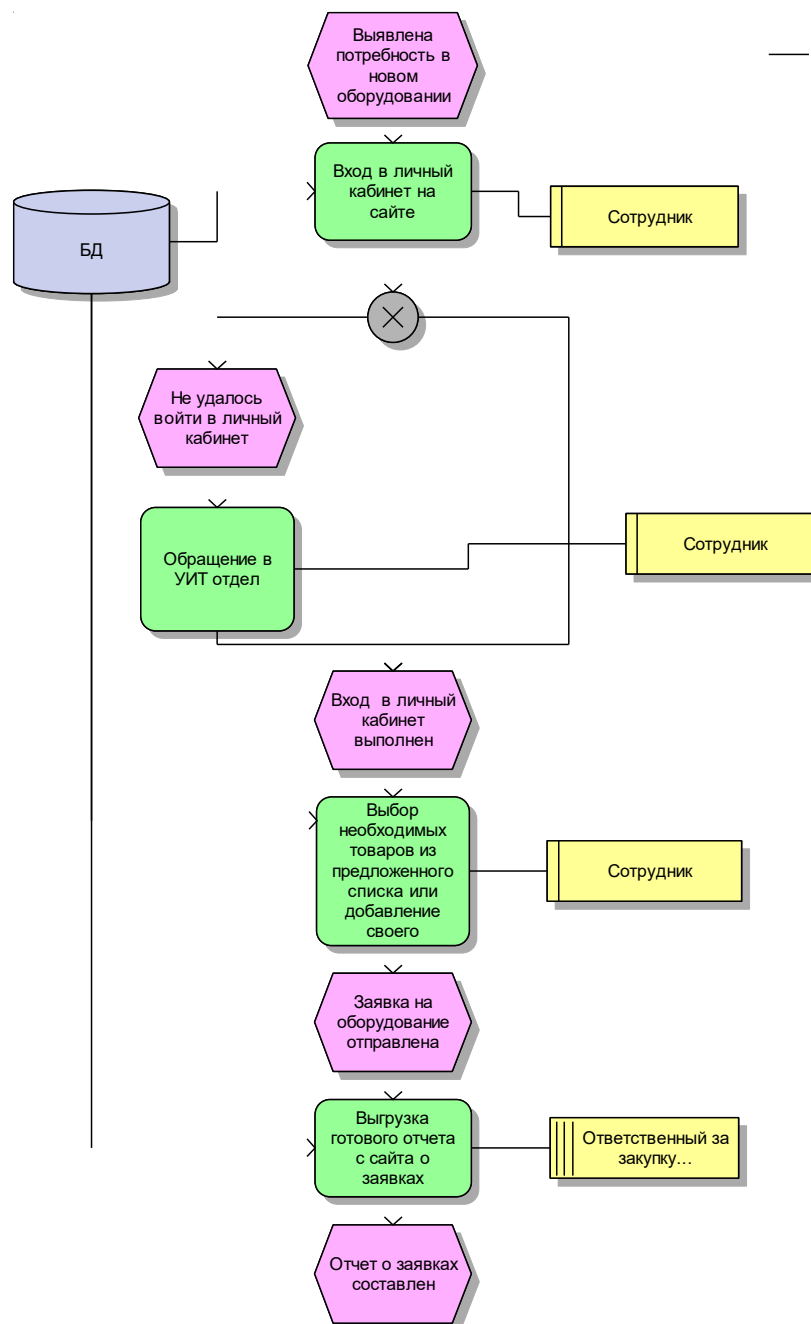 Выявлена
потребность в
новом
оборудовании
Вход в личный
кабинет на
сайте
Сотрудник
БД
Не удалось
войти в личный
кабинет
Обращение в
УИТ отдел
Сотрудник
Вход в личный
кабинет
выполнен
Выбор
необходимых
товаров из
предложенного
списка или
добавление
своего
Сотрудник
Заявка на
оборудование
отправлена
Выгрузка
готового отчета
с сайта о
заявках
Ответственный за
закупку...
Отчет о заявках
составлен